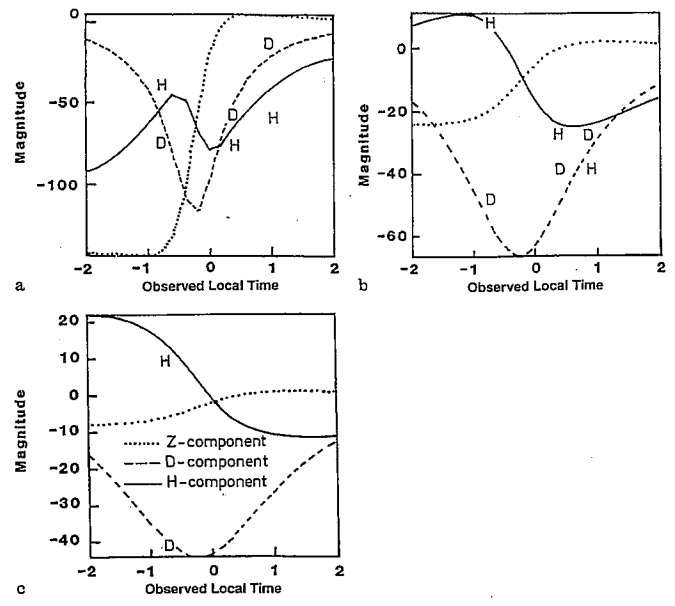 0
-50
-100
Magnitude
H
D
D
H
D
H
-2
-1
0
1
2
Observed Local Time
a
0
-20
-40
-60
Magnitude
H
H
D
D
H
D
-2
-1
0
1
2
Observed Local Time
b
20
10
0
-10
-20
-30
-40
Magnitude
H
Z-component
D-component
H-component
D
-2
-1
0
1
2
Observed Local Time
c